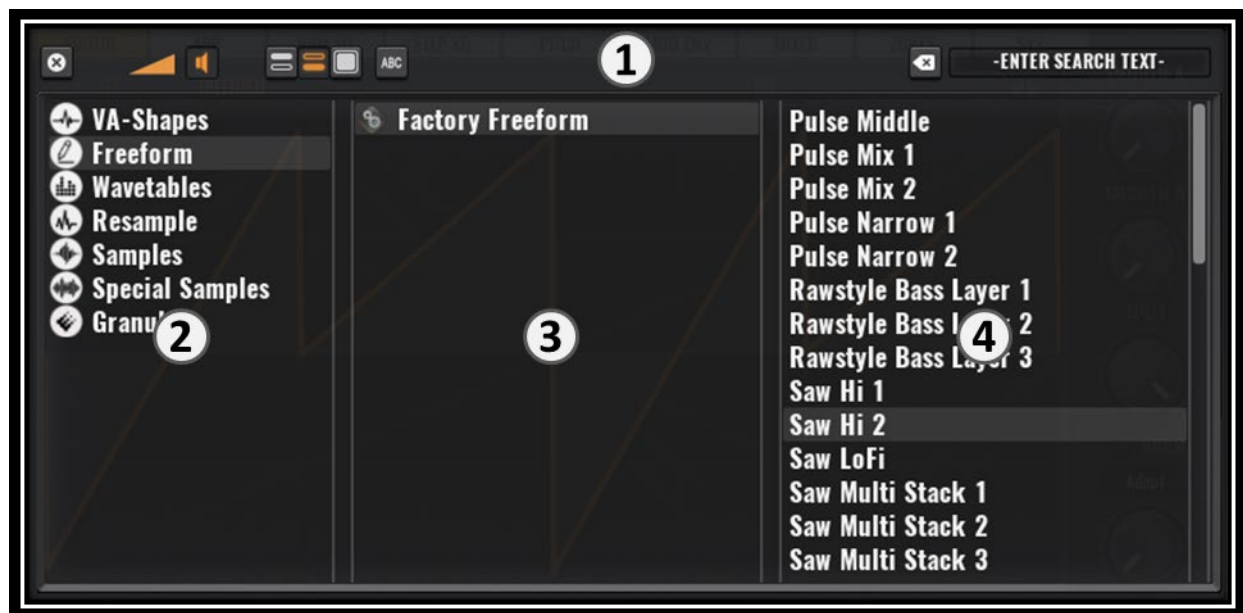 1
ABC
-ENTER SEARCH TEXT-
VA-Shapes
Freeform
Wavetables
Resample
Samples
Special Samples
2
Factory Freeform
3
Pulse Middle
Pulse Mix 1
Pulse Mix 2
Pulse Narrow 1
Pulse Narrow 2
Rawstyle Bass Layer 1
Rawstyle Bass 2
Rawstyle Bass 3
4
Saw Hi 1
Saw Hi 2
Saw LoFi
Saw Multi Stack 1
Saw Multi Stack 2
Saw Multi Stack 3
Adapt